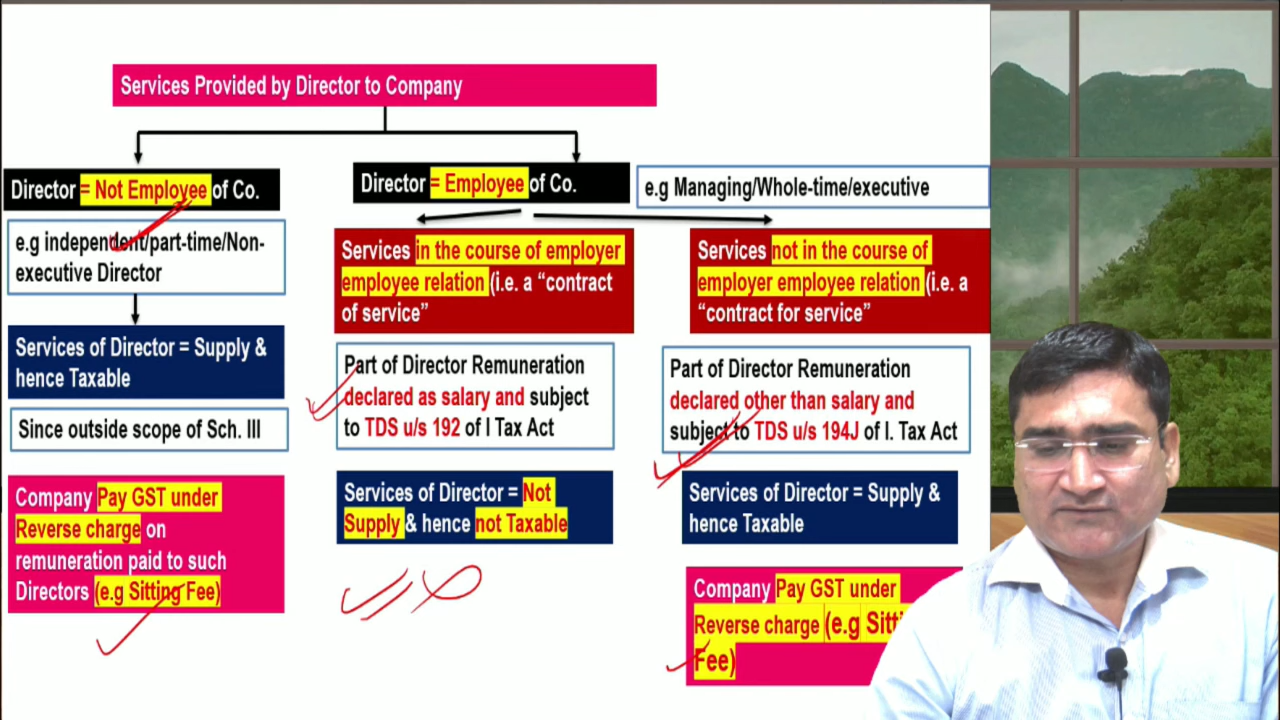 Services Provided by Director to Company
Director = Not Employee of Co.
e.g independent/part-time/Non-
executive Director
Services of Director = Supply &
hence Taxable
Since outside scope of Sch. III
Company Pay GST under
Reverse charge on
remuneration paid to such
Directors (e.g Sitting Fee)
Director = Employee of Co.
e.g Managing/Whole-time/executive
Services in the course of employer
employee relation (i.e. a “contract
of service”
Part of Director Remuneration
declared as salary and subject
to TDS u/s 192 of I Tax Act
Services of Director = Not
Supply & hence not Taxable
Services not in the course of
employer employee relation (i.e. a
“contract for service”
Part of Director Remuneration
declared other than salary and
subject to TDS u/s 194J of I. Tax Act
Services of Director = Supply &
hence Taxable
Company Pay GST under
Reverse charge (e.g
Fee)